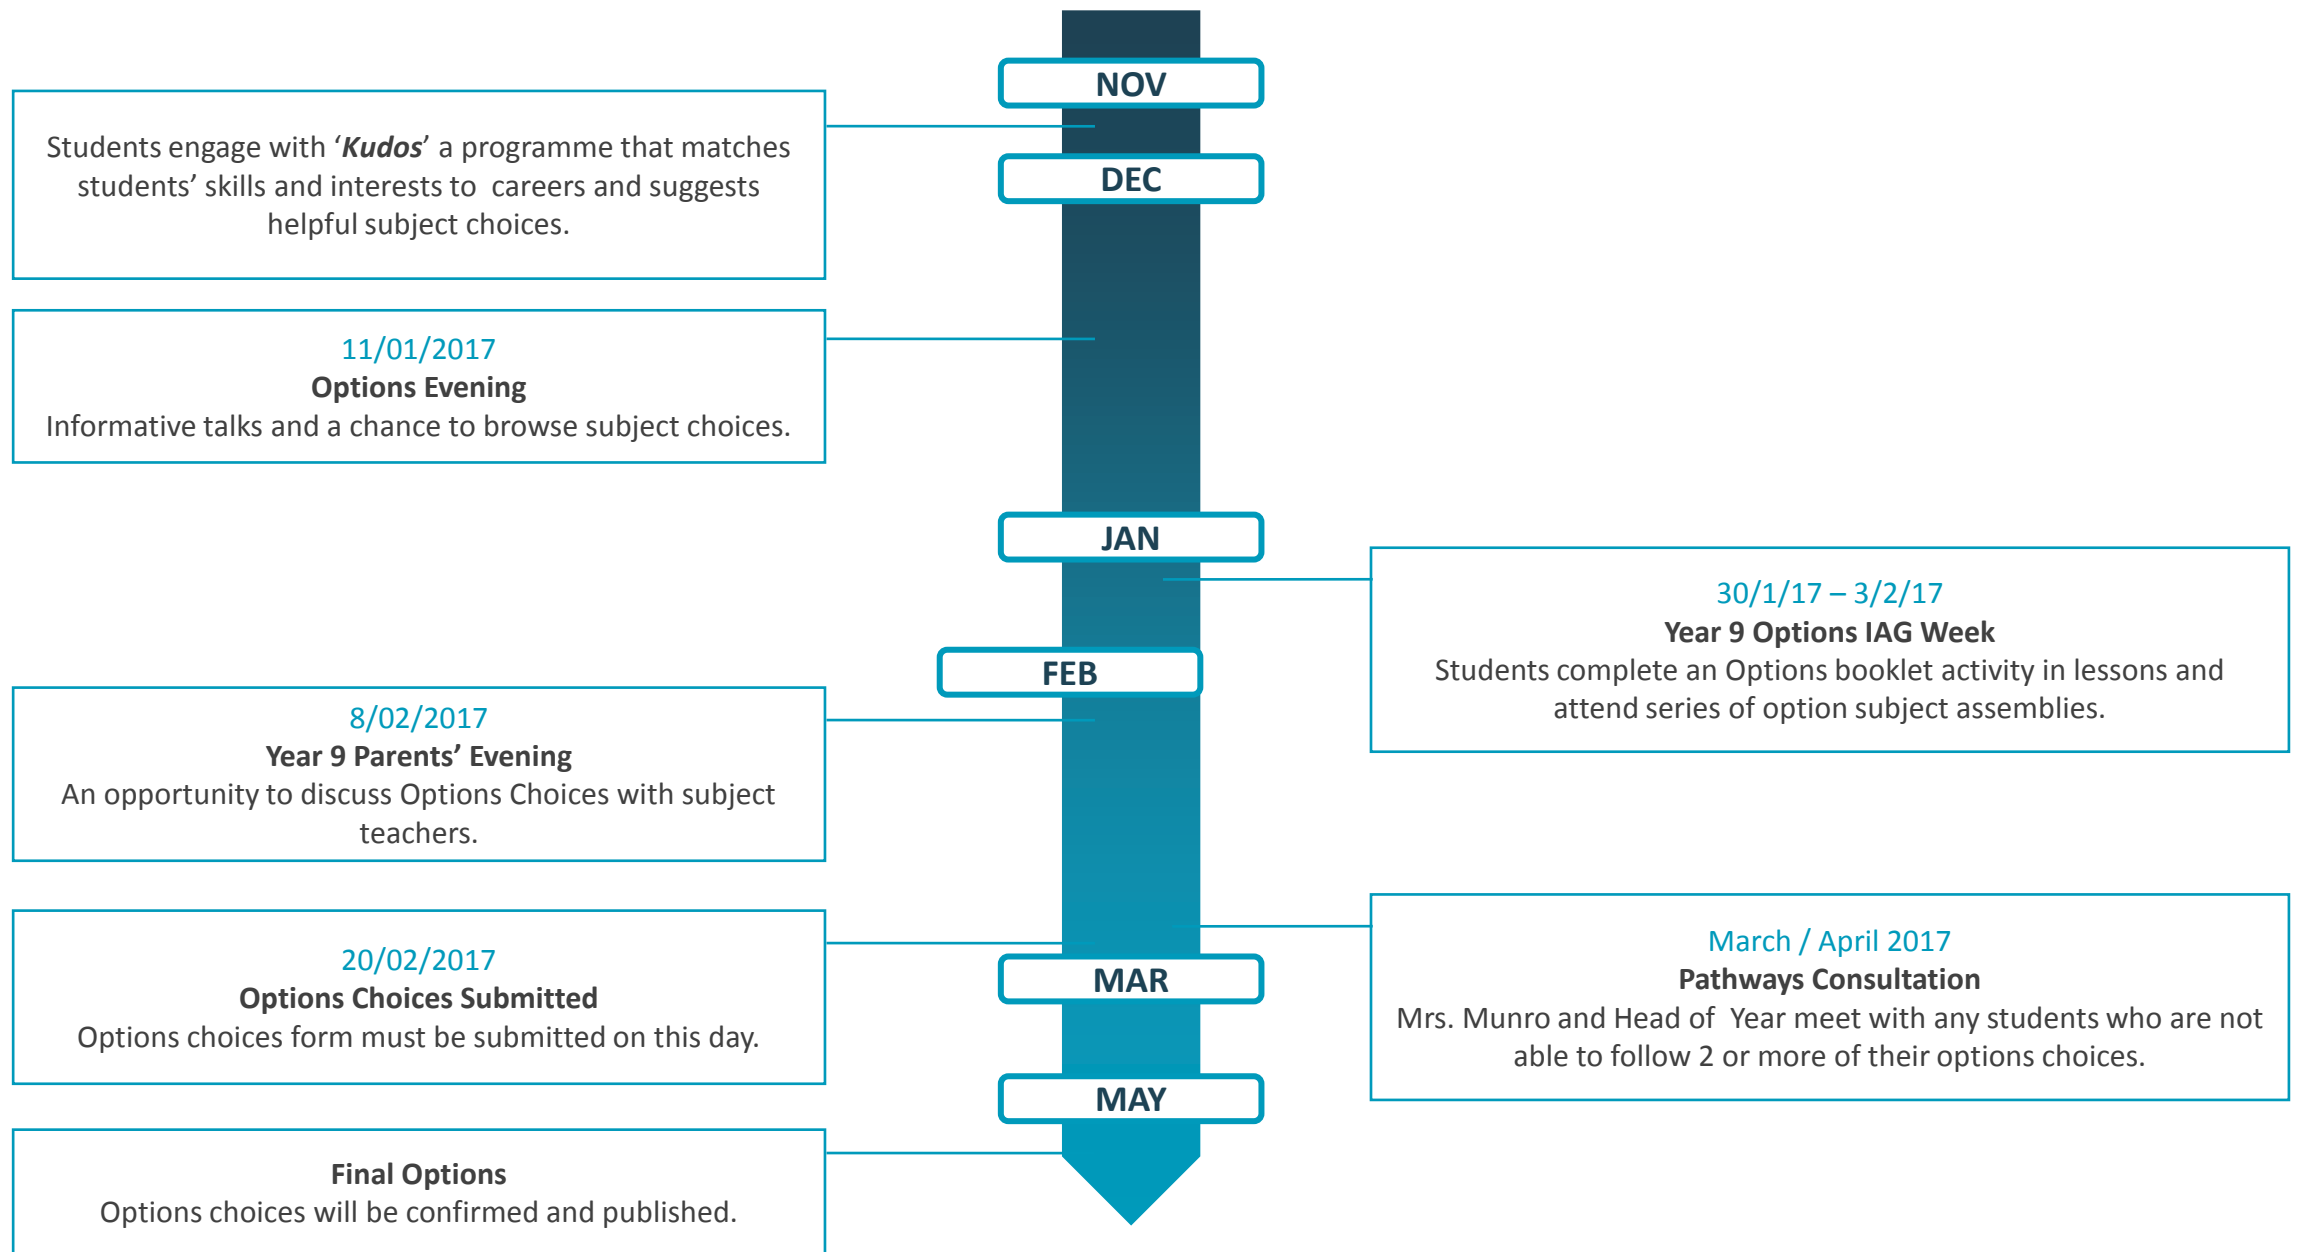 NOV
Students engage with ‘Kudos’ a programme that matches
students’ skills and interests to  careers and suggests
helpful subject choices.
DEC
11/01/2017
Options Evening
Informative talks and a chance to browse subject choices.
JAN
30/1/17 – 3/2/17
Year 9 Options IAG Week
Students complete an Options booklet activity in lessons and
attend series of option subject assemblies.
FEB
8/02/2017
Year 9 Parents’ Evening
An opportunity to discuss Options Choices with subject
teachers.
20/02/2017
Options Choices Submitted
Options choices form must be submitted on this day.
March / April 2017
Pathways Consultation
Mrs. Munro and Head of  Year meet with any students who are not
able to follow 2 or more of their options choices.
MAR
MAY
Final Options
Options choices will be confirmed and published.